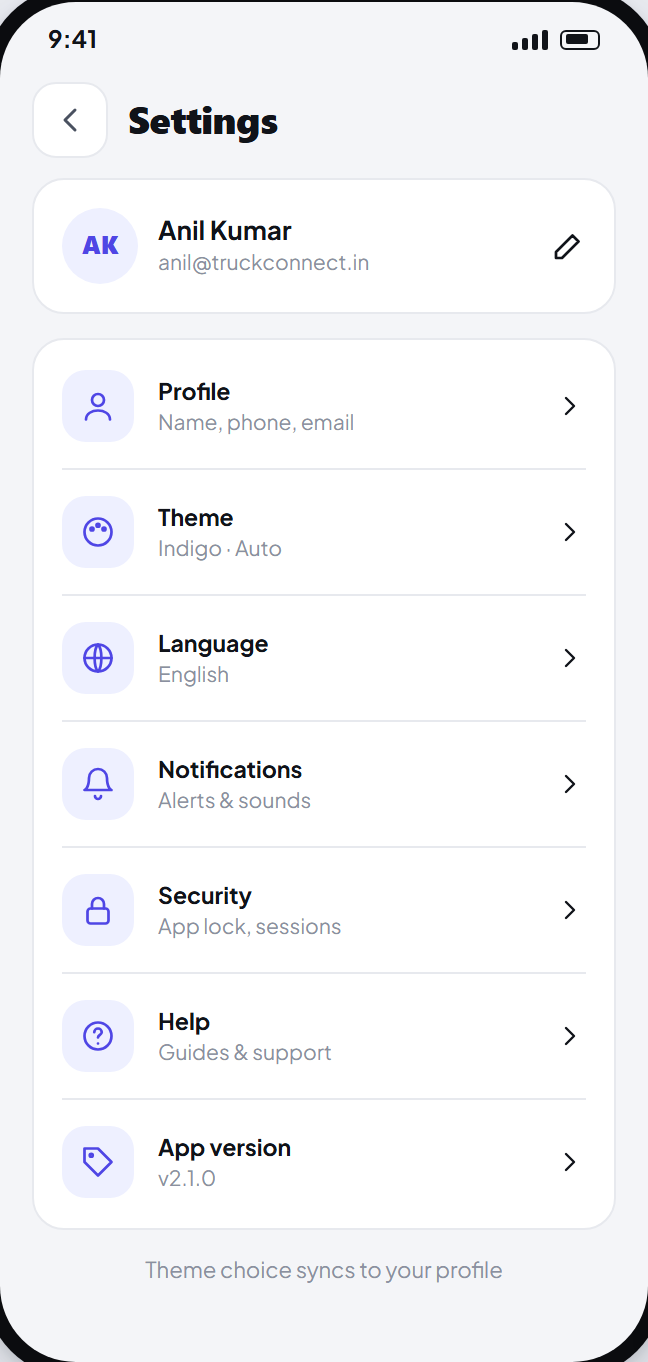 9:41
Settings
AK
Anil Kumar
anil@truckconnect.in
Profile
Name, phone, email
Theme
Indigo · Auto
Language
English
Notifications
Alerts & sounds
Security
App lock, sessions
Help
Guides & support
App version
v2.1.0
Theme choice syncs to your profile